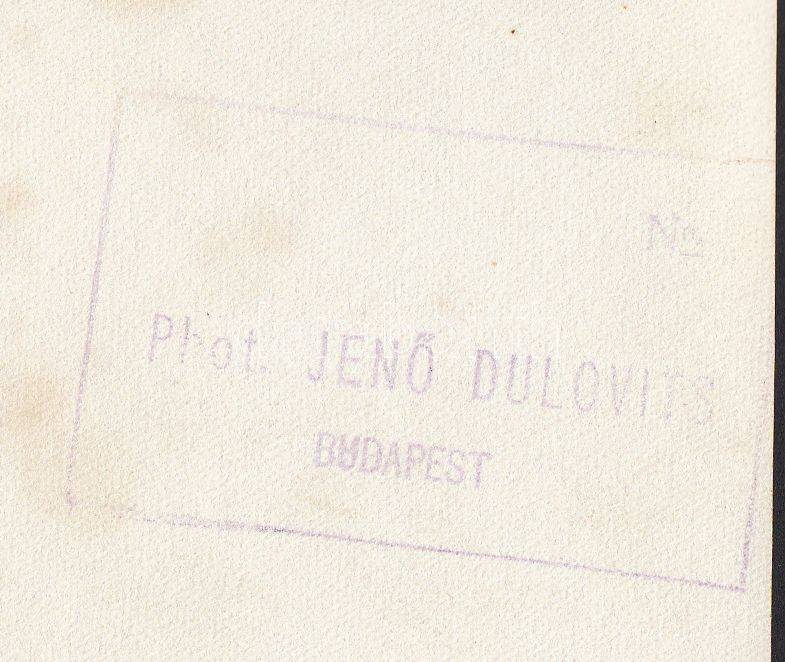 No
Phot. JENŐ DULOVITS
BUDAPEST